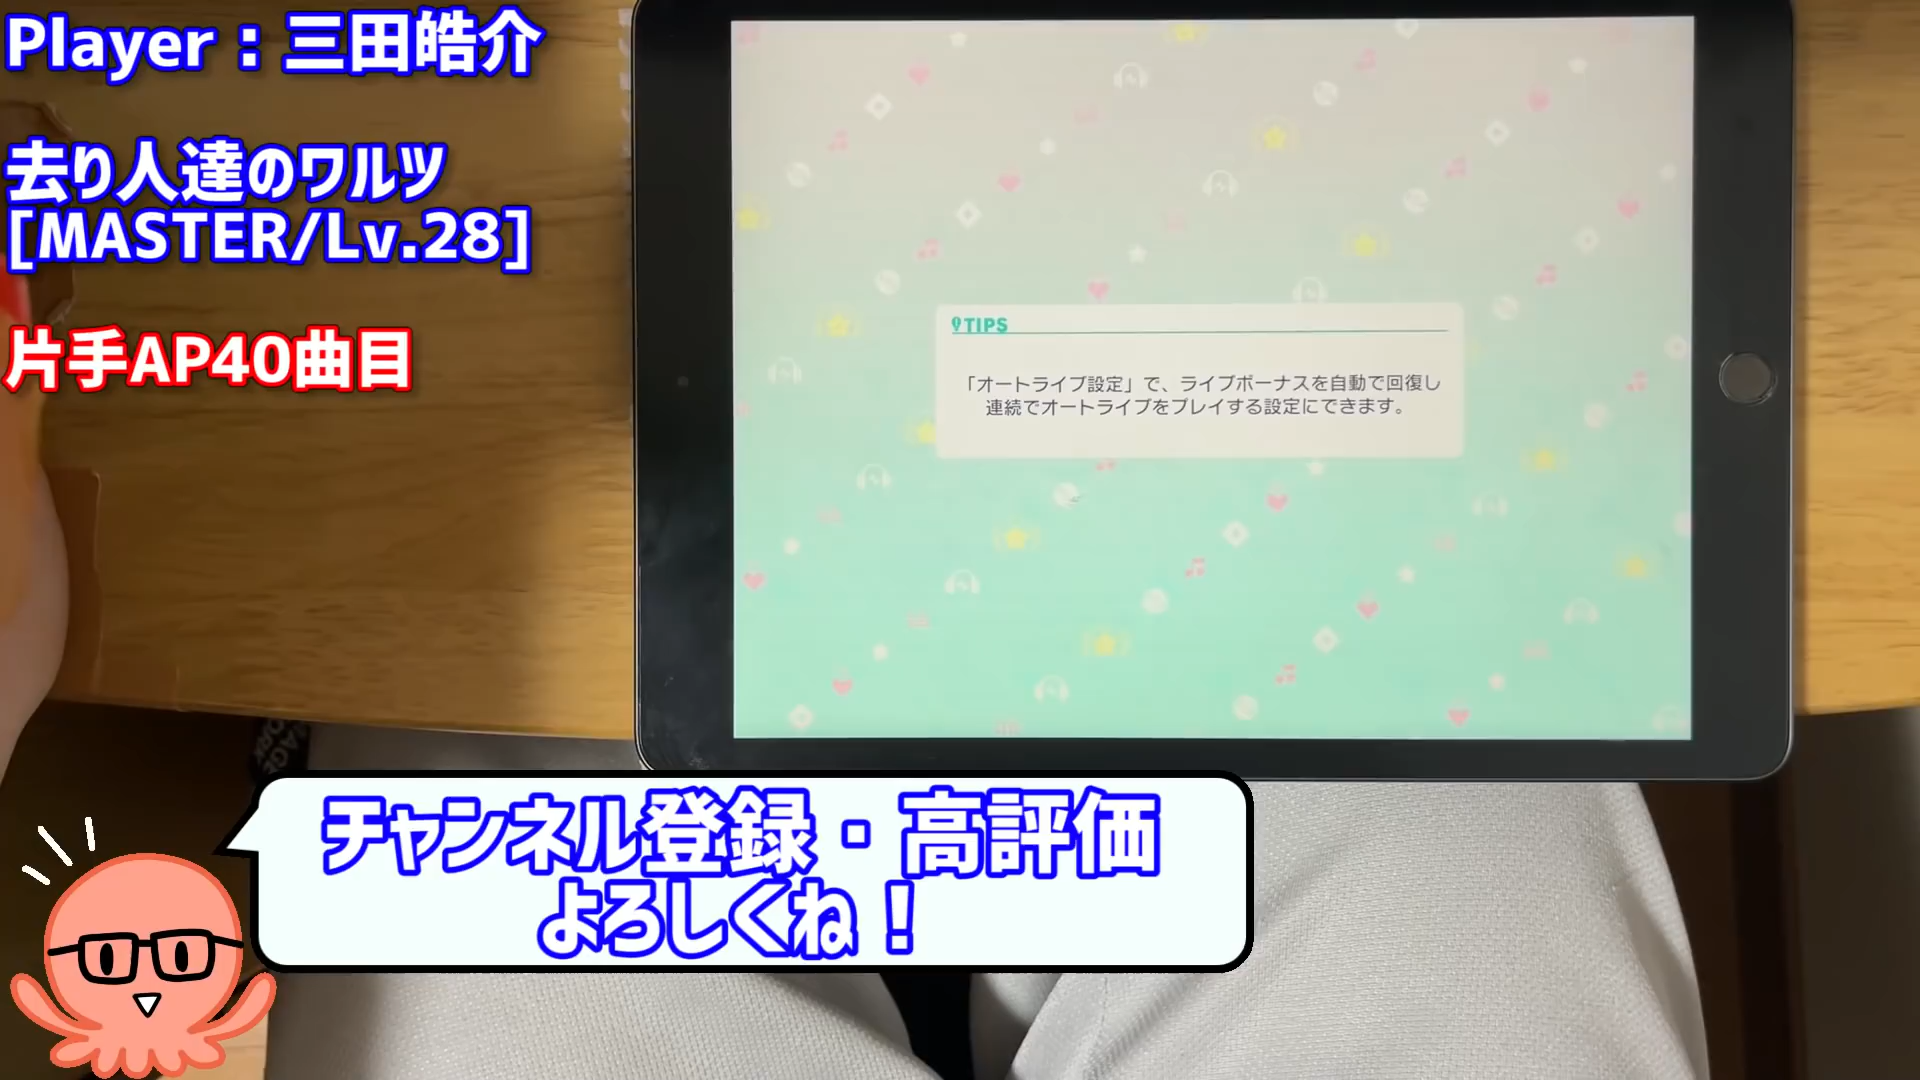 Player：三田皓介
去り人達のワルツ
[MASTER/Lv.28]
片手AP40曲目
TIPS
「オートライブ設定」で、ライブボーナスを自動で回復し
連続でオートライブをプレイする設定にできます。
チャンネル登録・高評価
よろしくね！